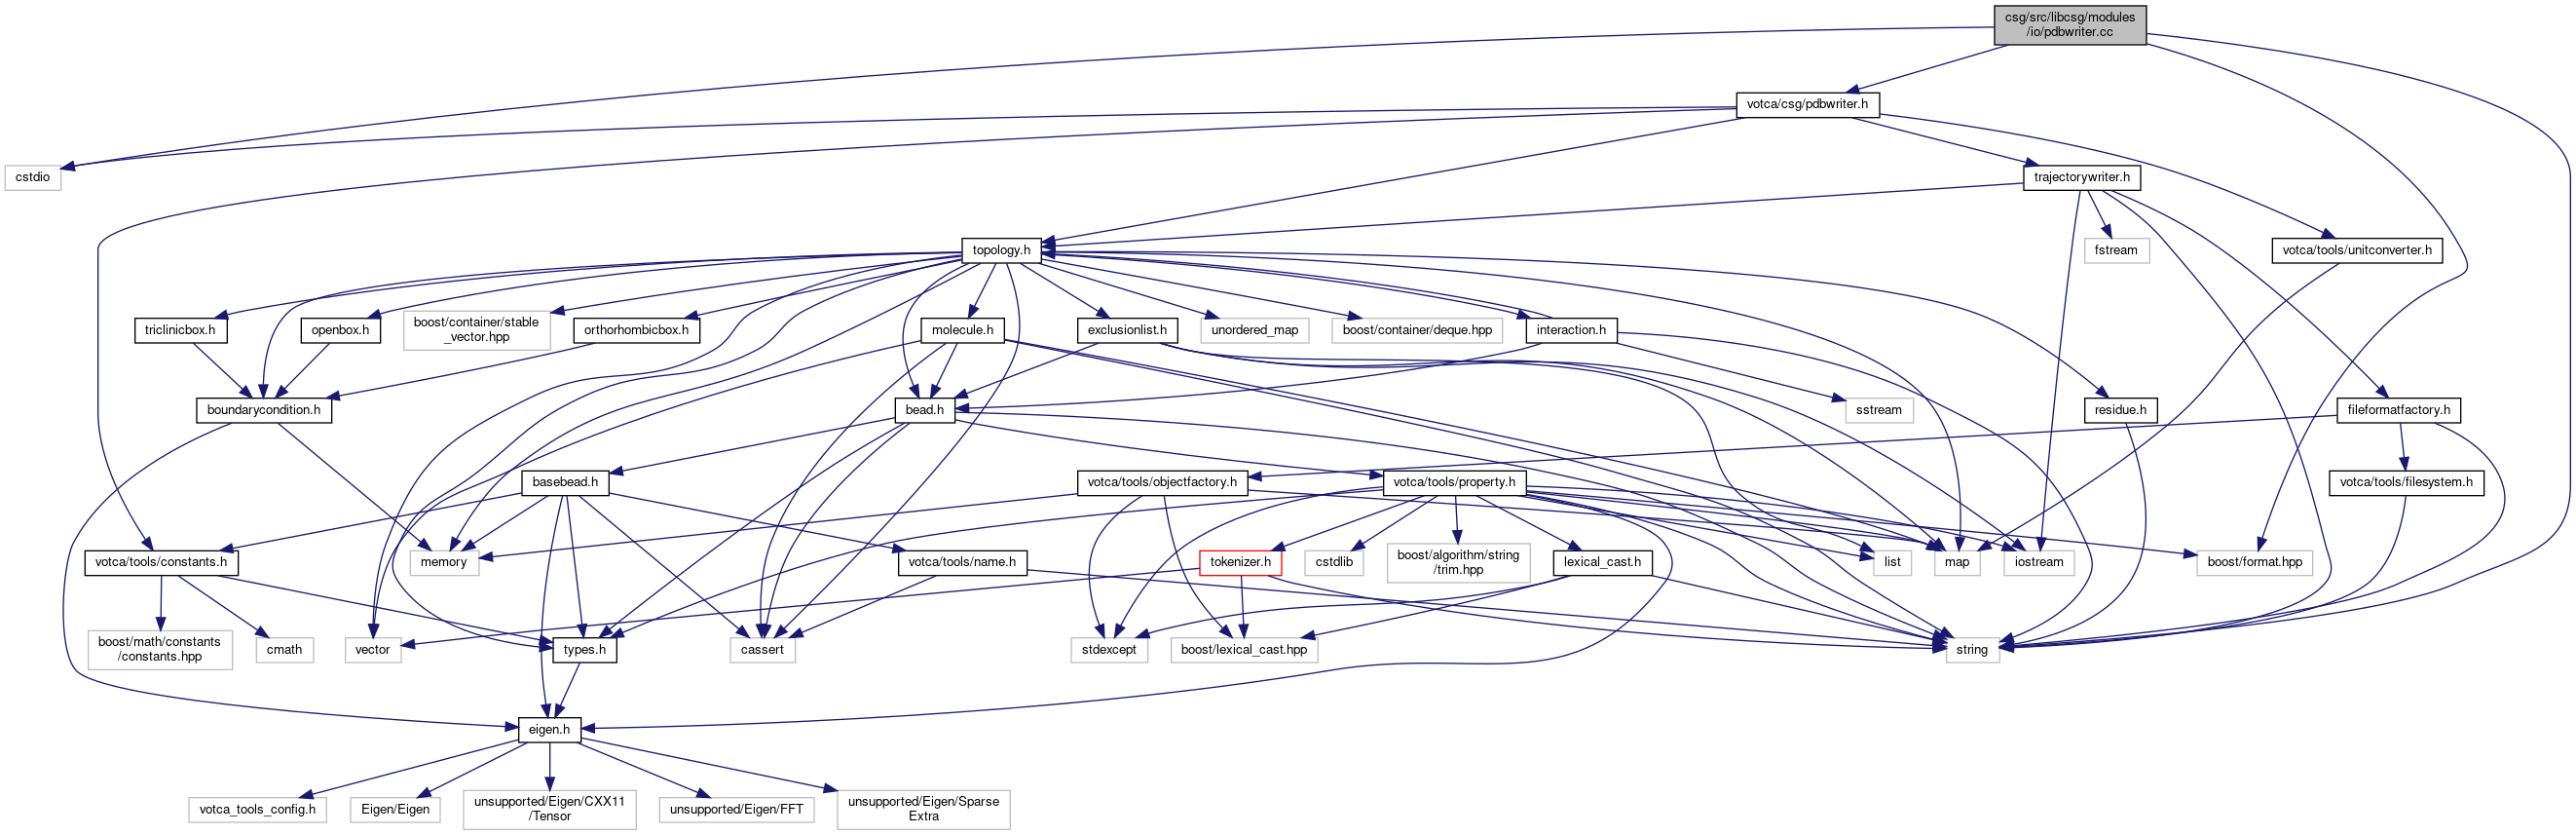 csg/src/libcsg/modules
/io/pdbwriter.cc
votca/csg/pdbwriter.h
cstdio
trajectorywriter.h
topology.h
fstream
votca/tools/unitconverter.h
triclinicbox.h
openbox.h
boost/container/stable
_vector.hpp
orthorhombicbox.h
molecule.h
exclusionlist.h
unordered_map
boost/container/deque.hpp
interaction.h
boundarycondition.h
bead.h
sstream
residue.h
fileformatfactory.h
basebead.h
votca/tools/objectfactory.h
votca/tools/property.h
votca/tools/filesystem.h
votca/tools/constants.h
memory
votca/tools/name.h
tokenizer.h
cstdlib
boost/algorithm/string
/trim.hpp
lexical_cast.h
list
map
iostream
boost/format.hpp
boost/math/constants
/constants.hpp
cmath
vector
types.h
cassert
stdexcept
boost/lexical_cast.hpp
string
eigen.h
votca_tools_config.h
Eigen/Eigen
unsupported/Eigen/CXX11
/Tensor
unsupported/Eigen/FFT
unsupported/Eigen/Sparse
Extra